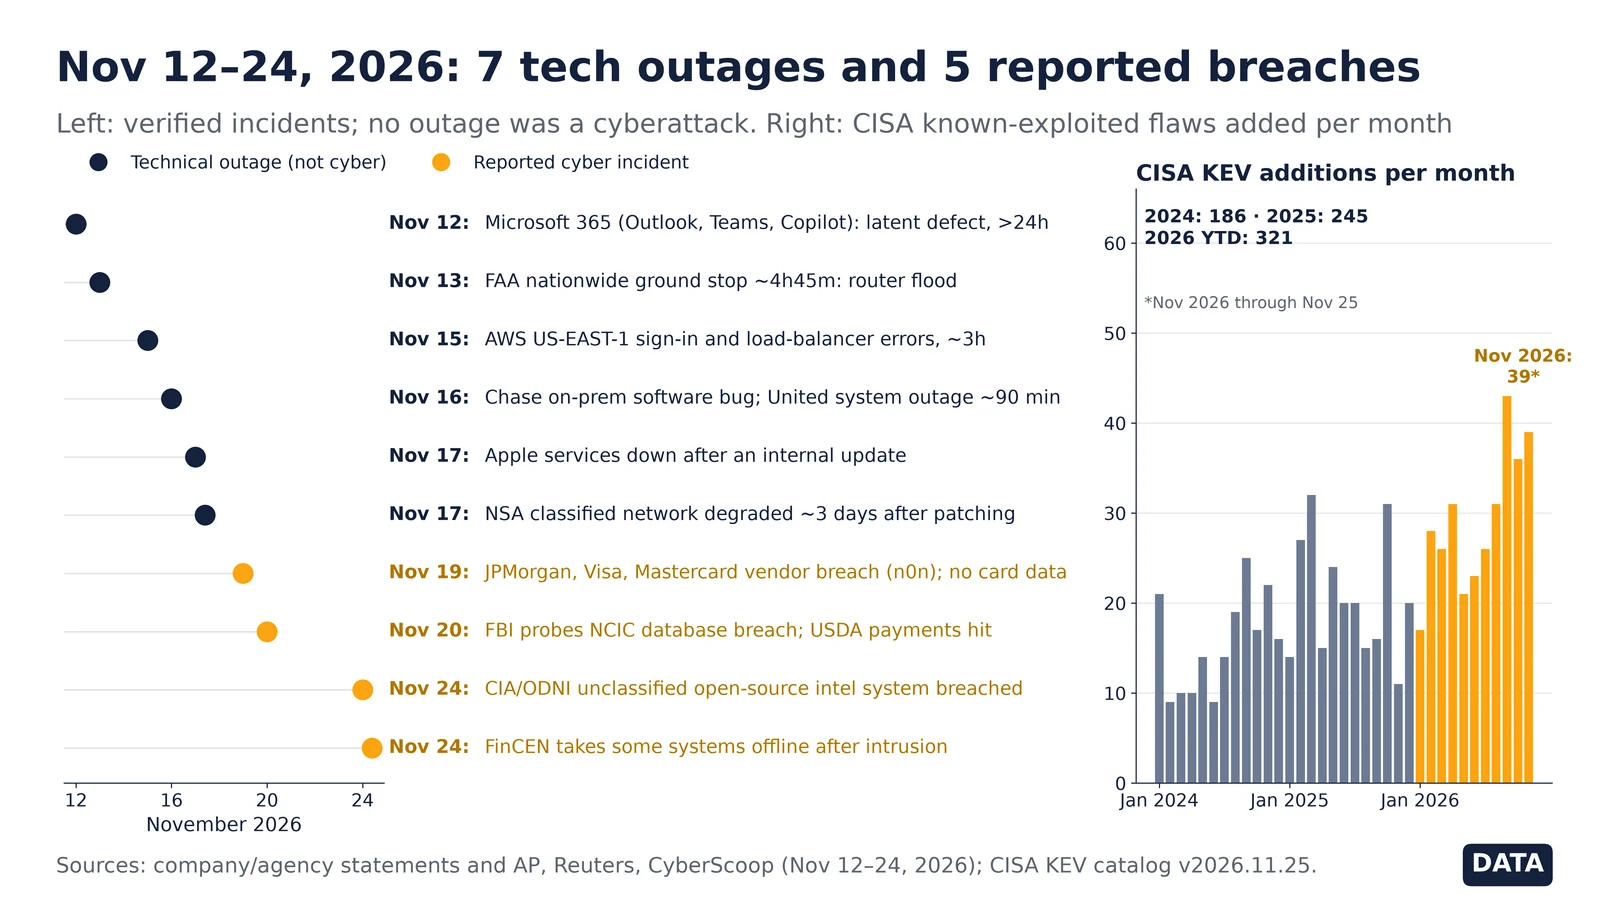 Nov 12–24, 2026: 7 tech outages and 5 reported breaches
Left: verified incidents; no outage was a cyberattack. Right: CISA known-exploited flaws added per month
Technical outage (not cyber)
Reported cyber incident
Nov 12: Microsoft 365 (Outlook, Teams, Copilot): latent defect, >24h
Nov 13: FAA nationwide ground stop ~4h45m: router flood
Nov 15: AWS US-EAST-1 sign-in and load-balancer errors, ~3h
Nov 16: Chase on-prem software bug; United system outage ~90 min
Nov 17: Apple services down after an internal update
Nov 17: NSA classified network degraded ~3 days after patching
Nov 19: JPMorgan, Visa, Mastercard vendor breach (n0n); no card data
Nov 20: FBI probes NCIC database breach; USDA payments hit
Nov 24: CIA/ODNI unclassified open-source intel system breached
Nov 24: FinCEN takes some systems offline after intrusion
12 16 20 24
November 2026
CISA KEV additions per month
2024: 186 · 2025: 245
2026 YTD: 321
*Nov 2026 through Nov 25
Nov 2026:
39*
60
50
40
30
20
10
0
Jan 2024 Jan 2025 Jan 2026
Sources: company/agency statements and AP, Reuters, CyberScoop (Nov 12–24, 2026); CISA KEV catalog v2026.11.25.
DATA